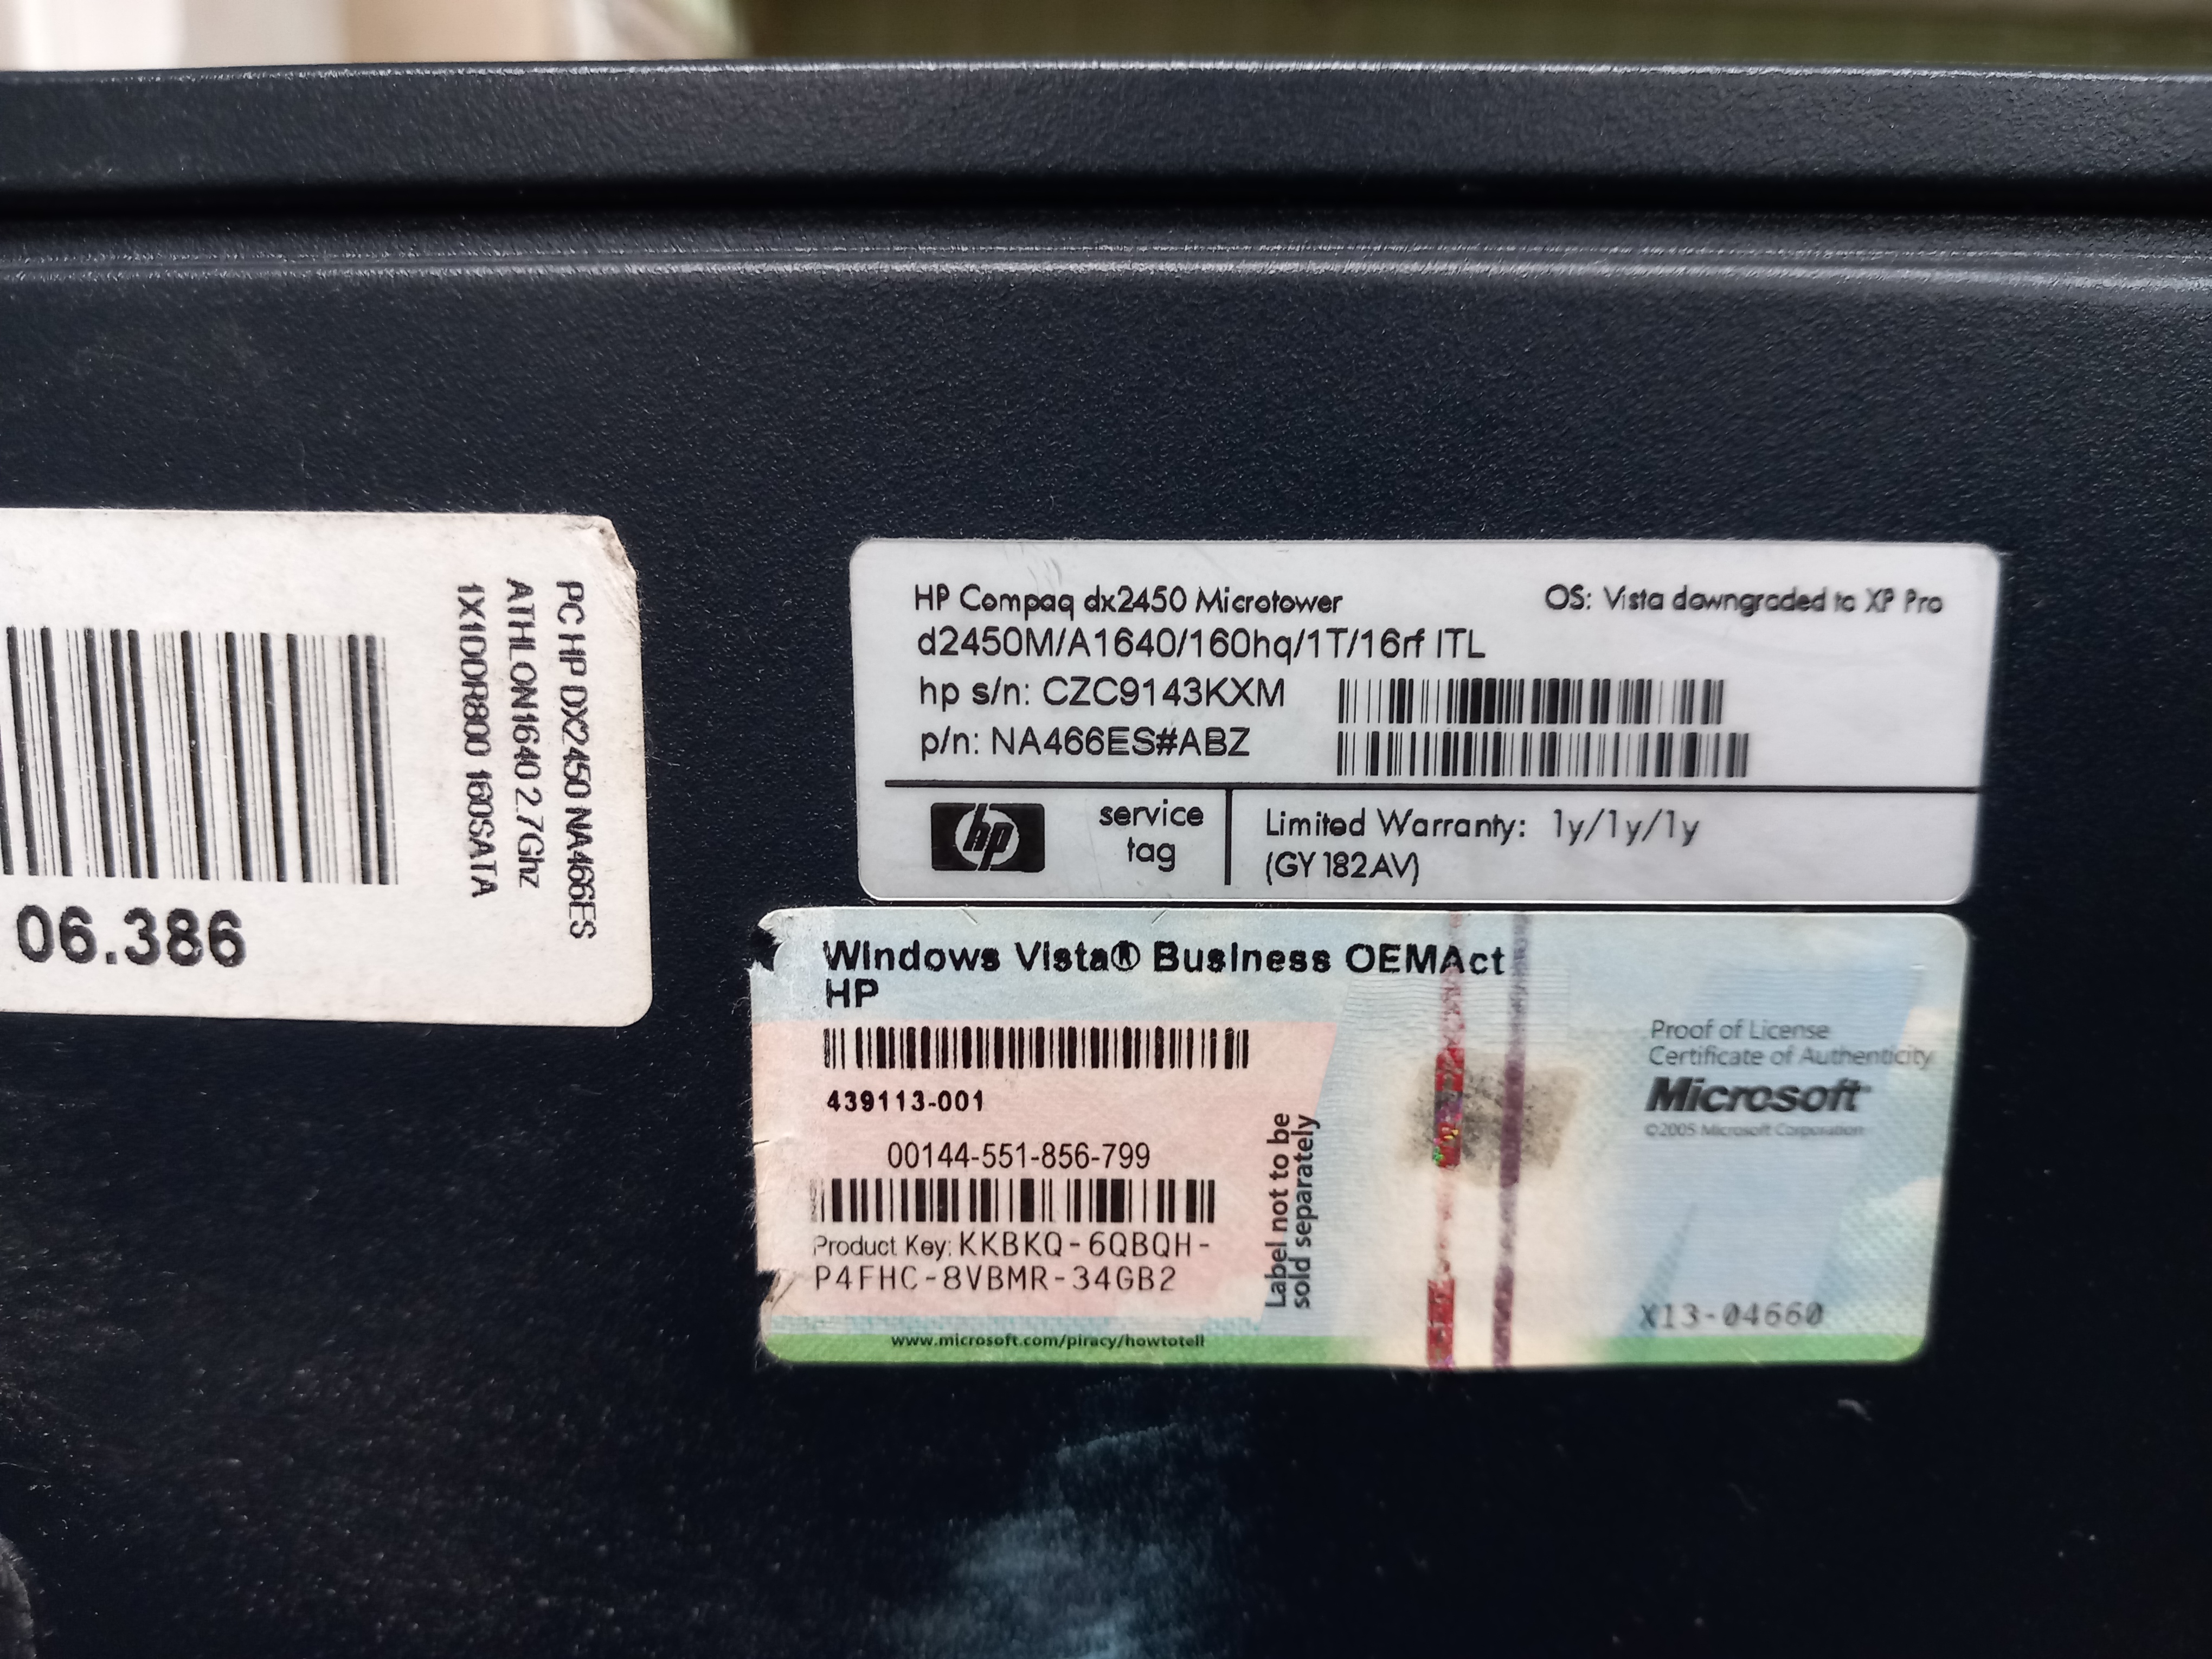 PC HP DX2450 NA466ES
ATHLON1640 2.7Ghz
1X1DDR800 160SATA
06.386
HP Compaq dx2450 Microtower
OS: Vista downgraded to XP Pro
d2450M/A1640/160hq/1T/16rf ITL
hp s/n: CZC9143KXM
p/n: NA466ES#ABZ
hp
service
tag
Limited Warranty: 1y/1y/1y
(GY182AV)
Windows Vista® Business OEMAct
HP
439113-001
00144-551-856-799
Product Key: KKBKQ-6QBQH-
P4FHC-8VBMR-34GB2
www.microsoft.com/piracy/howtotell
Label not to be
sold separately
Proof of License
Certificate of Authenticity
Microsoft
©2005 Microsoft Corporation
X13-04660